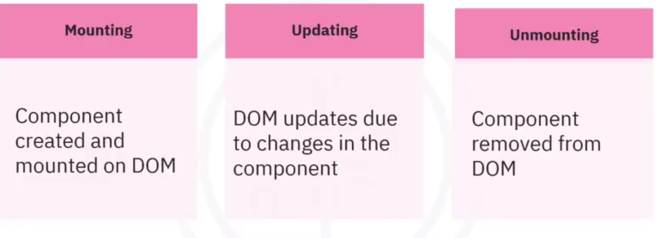 Mounting
Component
created and
mounted on DOM
Updating
DOM updates due
to changes in the
component
Unmounting
Component
removed from
DOM